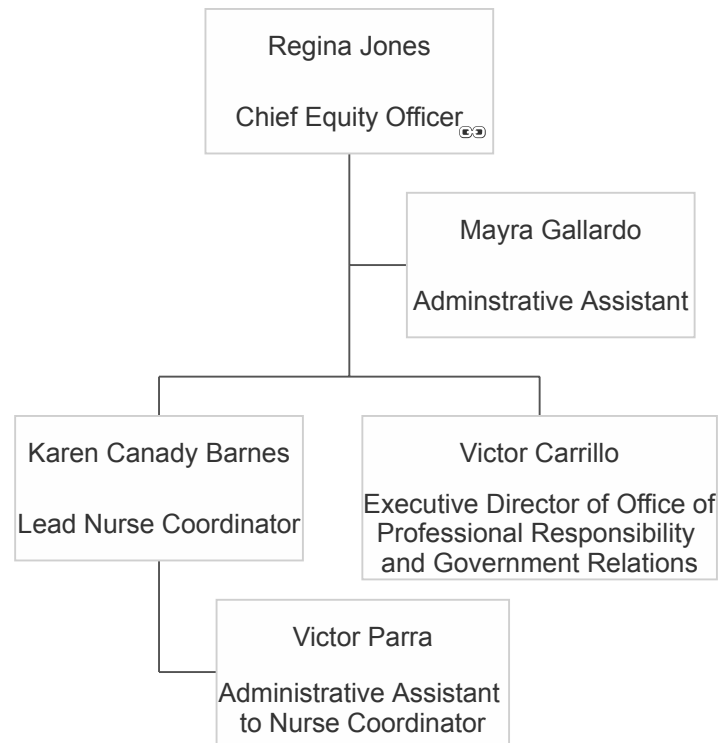 Regina Jones
Chief Equity Officer
Mayra Gallardo
Adminstrative Assistant
Karen Canady Barnes
Lead Nurse Coordinator
Victor Carrillo
Executive Director of Office of
Professional Responsibility
and Government Relations
Victor Parra
Administrative Assistant
to Nurse Coordinator